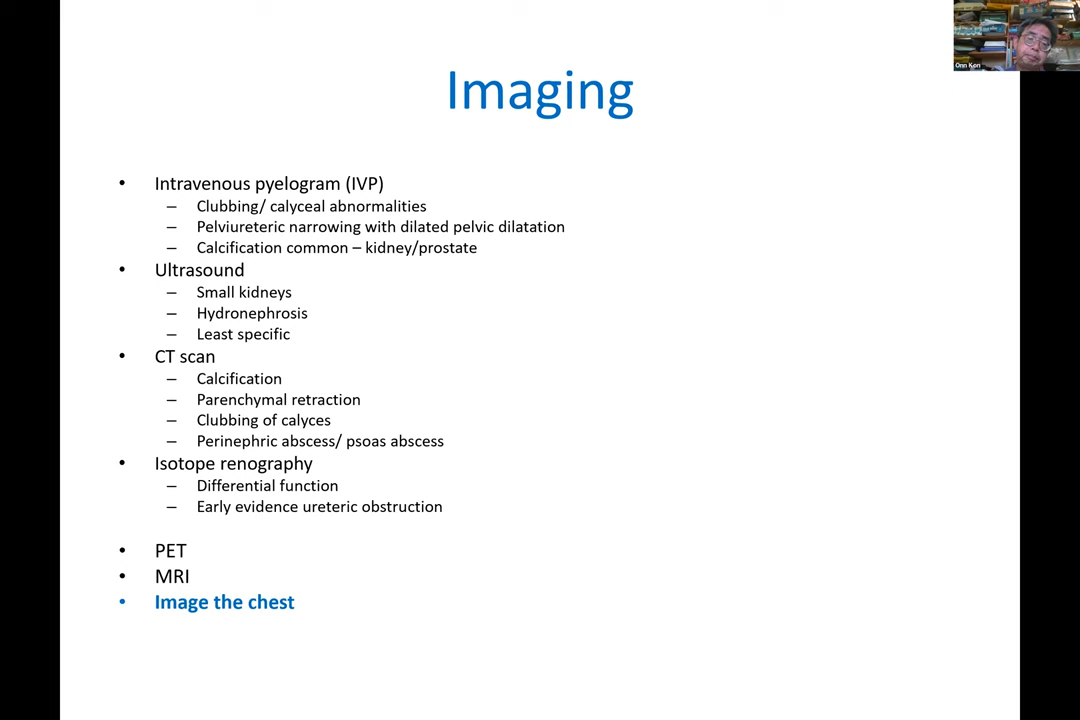 Onn Kon
Imaging
• Intravenous pyelogram (IVP)
– Clubbing/ calyceal abnormalities
– Pelviureteric narrowing with dilated pelvic dilatation
– Calcification common – kidney/prostate
• Ultrasound
– Small kidneys
– Hydronephrosis
– Least specific
• CT scan
– Calcification
– Parenchymal retraction
– Clubbing of calyces
– Perinephric abscess/ psoas abscess
• Isotope renography
– Differential function
– Early evidence ureteric obstruction
• PET
• MRI
• Image the chest